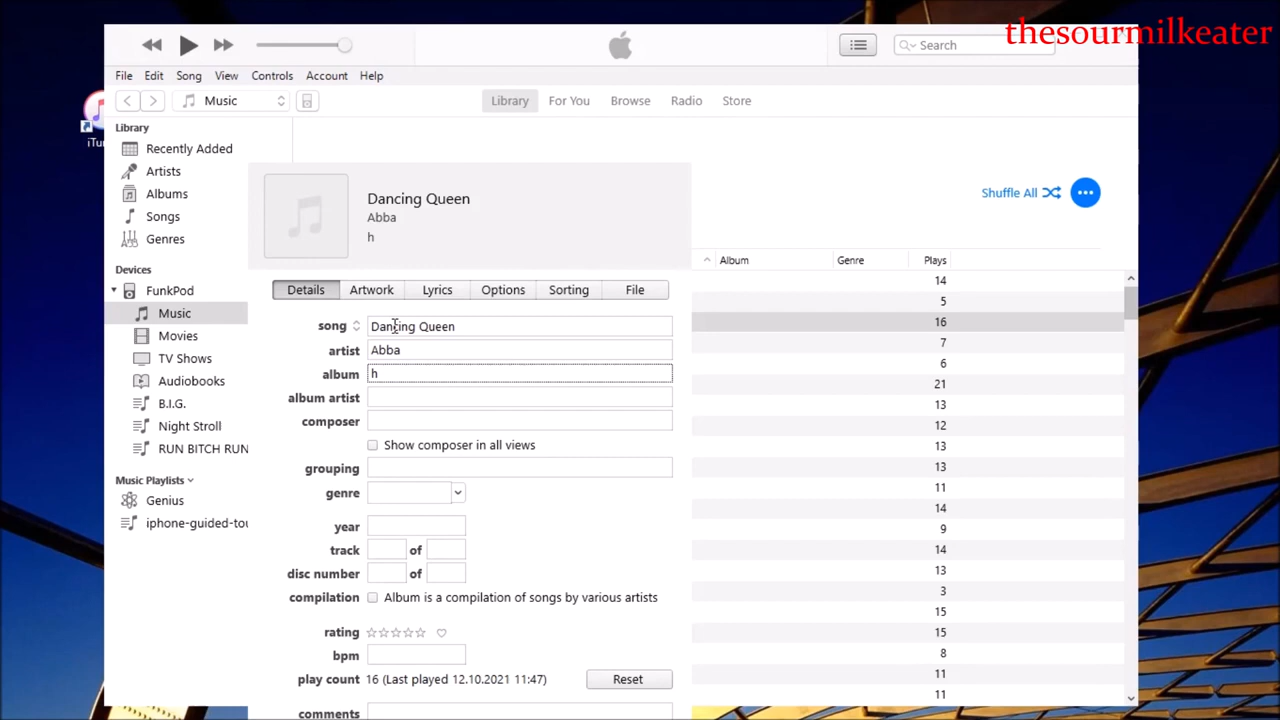 thesourmilkeater
Search
File Edit Song View Controls Account Help
Music
Library For You Browse Radio Store
iTu
Library
Recently Added
Artists
Albums
Songs
Genres
Devices
FunkPod
Music
Movies
TV Shows
Audiobooks
B.I.G.
Night Stroll
RUN BITCH RUN
Music Playlists
Genius
iphone-guided-tou
Dancing Queen
Abba
h
Shuffle All
Album Genre Plays
Details Artwork Lyrics Options Sorting File
song Dancing Queen
artist Abba
album h
album artist
composer
Show composer in all views
grouping
genre
year
track of
disc number of
compilation Album is a compilation of songs by various artists
rating
bpm
play count 16 (Last played 12.10.2021 11:47) Reset
comments
14
5
16
7
6
21
13
12
13
13
11
14
9
14
13
3
15
15
8
11
11